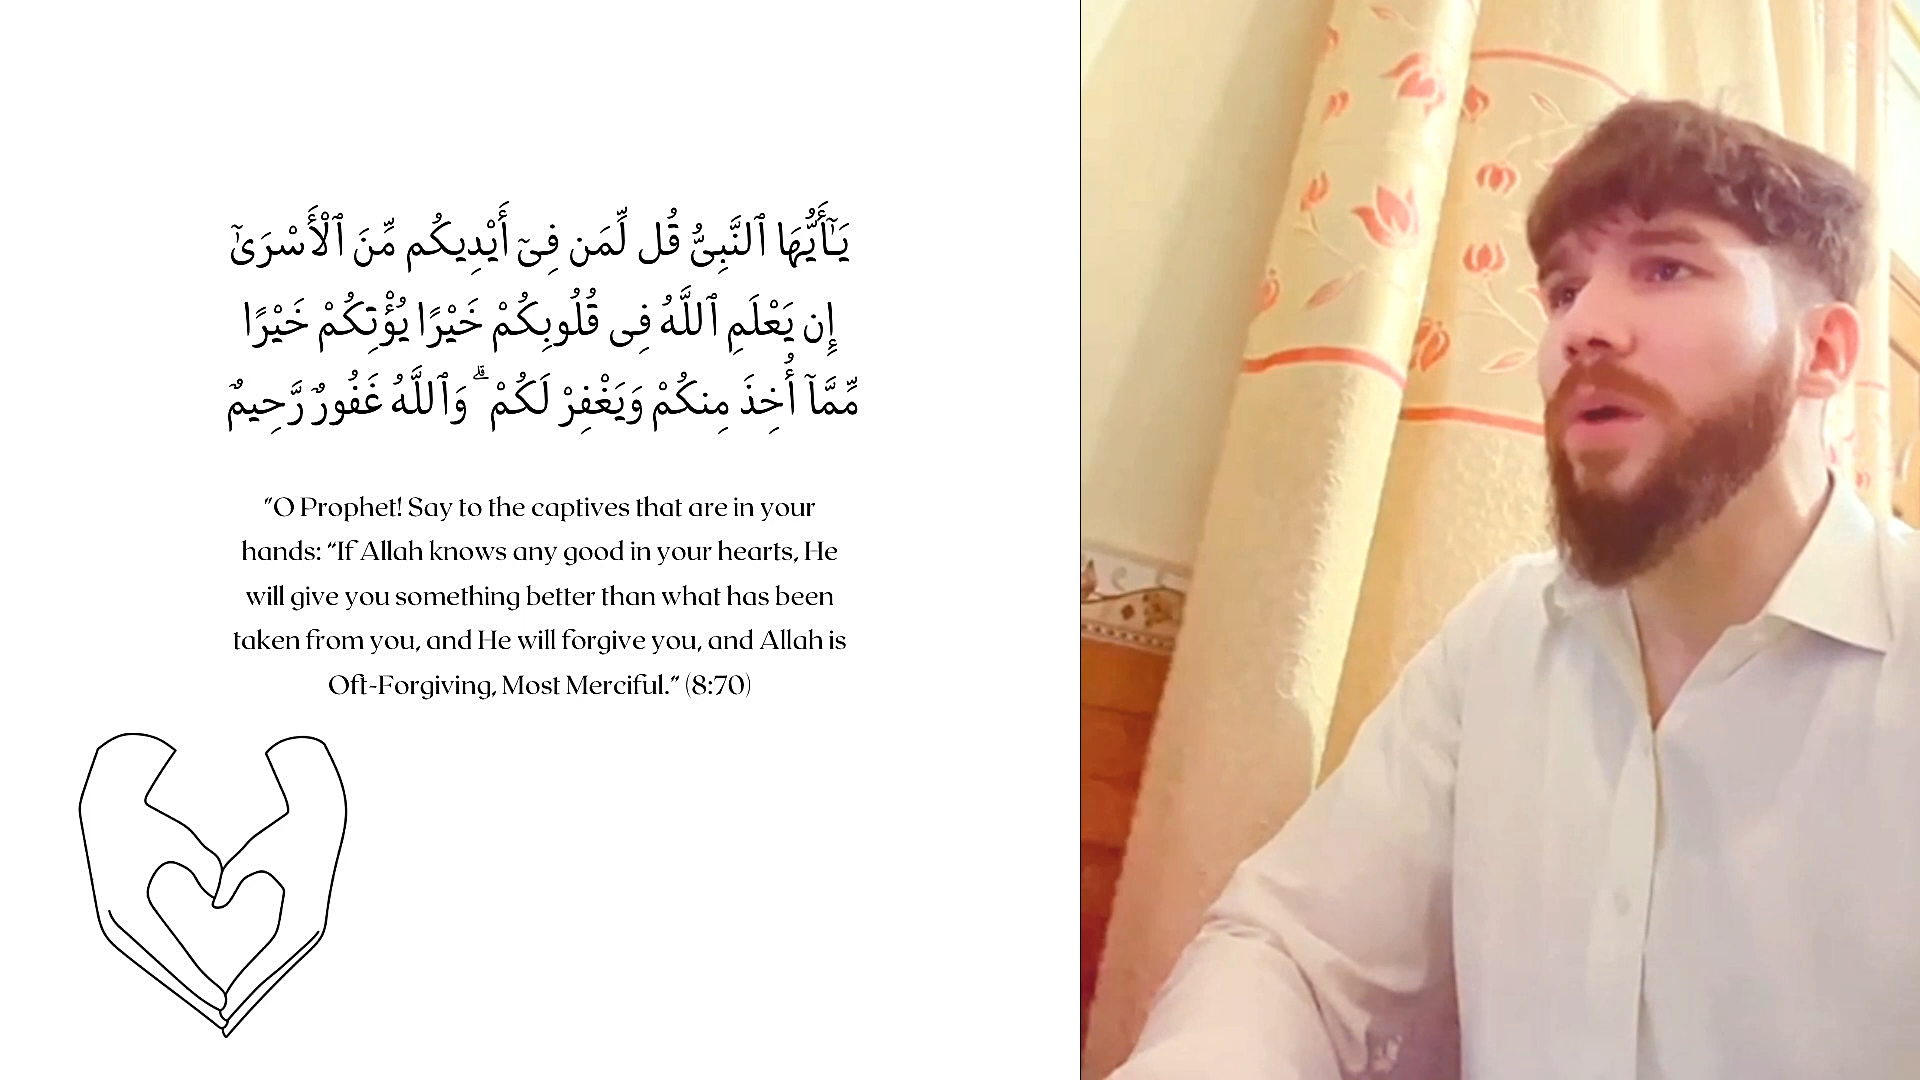 يَـٰٓأَيُّهَا ٱلنَّبِىُّ قُل لِّمَن فِىٓ أَيْدِيكُم مِّنَ ٱلْأَسْرَىٰٓ
إِن يَعْلَمِ ٱللَّهُ فِى قُلُوبِكُمْ خَيْرًا يُؤْتِكُمْ خَيْرًا
مِّمَّآ أُخِذَ مِنكُمْ وَيَغْفِرْ لَكُمْ ۗ وَٱللَّهُ غَفُورٌ رَّحِيمٌ
"O Prophet! Say to the captives that are in your
hands: "If Allah knows any good in your hearts, He
will give you something better than what has been
taken from you, and He will forgive you, and Allah is
Oft-Forgiving, Most Merciful." (8:70)